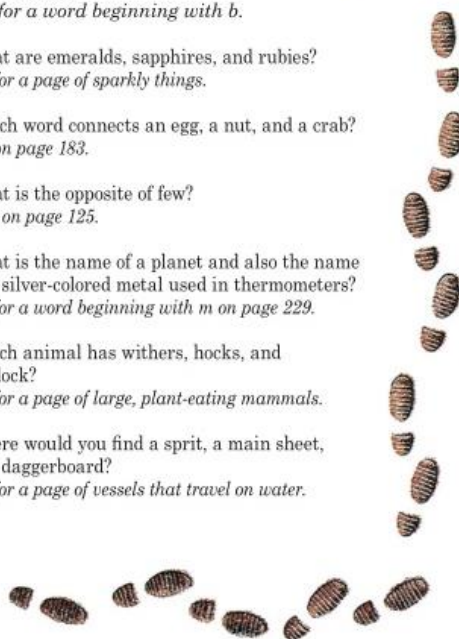 for a word beginning with b.
at are emeralds, sapphires, and rubies?
or a page of sparkly things.
ch word connects an egg, a nut, and a crab?
n page 183.
at is the opposite of few?
on page 125.
at is the name of a planet and also the name
silver-colored metal used in thermometers?
or a word beginning with m on page 229.
ch animal has withers, hocks, and
lock?
or a page of large, plant-eating mammals.
ere would you find a sprit, a main sheet,
daggerboard?
or a page of vessels that travel on water.